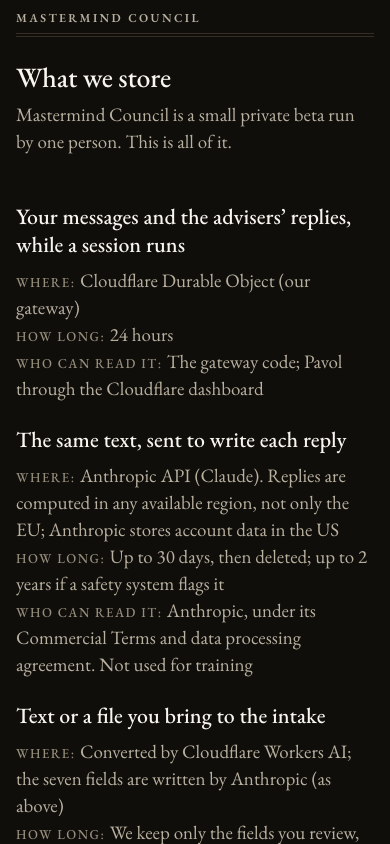 MASTERMIND COUNCIL
What we store
Mastermind Council is a small private beta run
by one person. This is all of it.
Your messages and the advisers’ replies,
while a session runs
WHERE: Cloudflare Durable Object (our
gateway)
HOW LONG: 24 hours
WHO CAN READ IT: The gateway code; Pavol
through the Cloudflare dashboard
The same text, sent to write each reply
WHERE: Anthropic API (Claude). Replies are
computed in any available region, not only the
EU; Anthropic stores account data in the US
HOW LONG: Up to 30 days, then deleted; up to 2
years if a safety system flags it
WHO CAN READ IT: Anthropic, under its
Commercial Terms and data processing
agreement. Not used for training
Text or a file you bring to the intake
WHERE: Converted by Cloudflare Workers AI;
the seven fields are written by Anthropic (as
above)
HOW LONG: We keep only the fields you review,